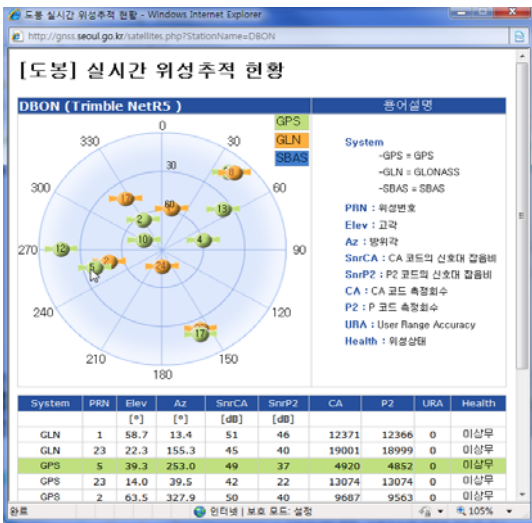 도봉 실시간 위성추적 현황 - Windows Internet Explorer
http://gnss.seoul.go.kr/satellites.php?StationName=DBON
[도봉] 실시간 위성추적 현황
DBON (Trimble NetR5 )
용어설명
GPS
GLN
SBAS
0
30
60
90
120
150
180
210
240
270
300
330
30
60
8
17
13
2
4
10
12
5
2
24
17
System
-GPS = GPS
-GLN = GLONASS
-SBAS = SBAS
PRN : 위성번호
Elev : 고각
Az : 방위각
SnrCA : CA 코드의 신호대 잡음비
SnrP2 : P2 코드의 신호대 잡음비
CA : CA 코드 측정회수
P2 : P 코드 측정회수
URA : User Range Accuracy
Health : 위성상태
System PRN Elev Az SnrCA SnrP2 CA P2 URA Health
[º] [º] [dB] [dB]
GLN 1 58.7 13.4 51 46 12371 12366 0 이상무
GLN 23 22.3 155.3 45 40 19001 18999 0 이상무
GPS 5 39.3 253.0 49 37 4920 4852 0 이상무
GPS 23 14.0 39.5 42 22 13074 13074 0 이상무
GPS 2 63.5 327.9 50 40 9687 9563 0 이상무
완료
인터넷 | 보호 모드: 설정
105%